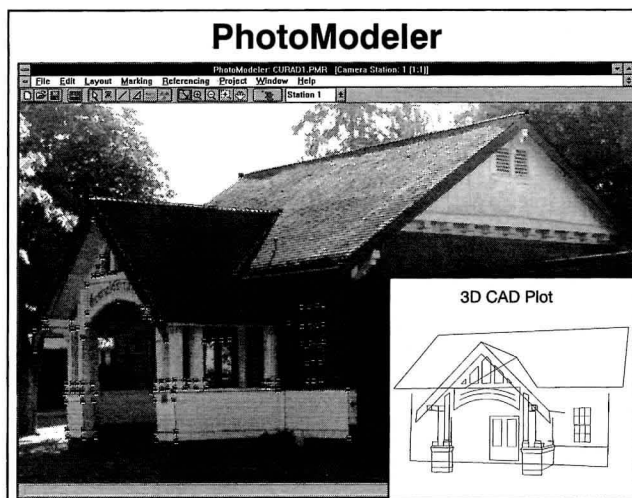 PhotoModeler
PhotoModeler: CURAD1.PMR [Camera Station: 1 [1:1]]
File Edit Layout Marking Referencing Project Window Help
Station 1
3D CAD Plot